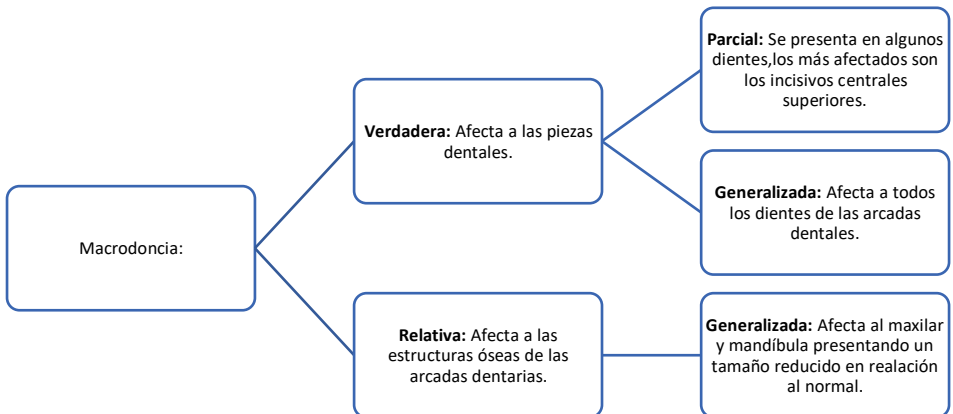 Macrodoncia:
Verdadera: Afecta a las piezas
dentales.
Parcial: Se presenta en algunos
dientes,los más afectados son
los incisivos centrales
superiores.
Generalizada: Afecta a todos
los dientes de las arcadas
dentales.
Relativa: Afecta a las
estructuras óseas de las
arcadas dentarias.
Generalizada: Afecta al maxilar
y mandíbula presentando un
tamaño reducido en realación
al normal.